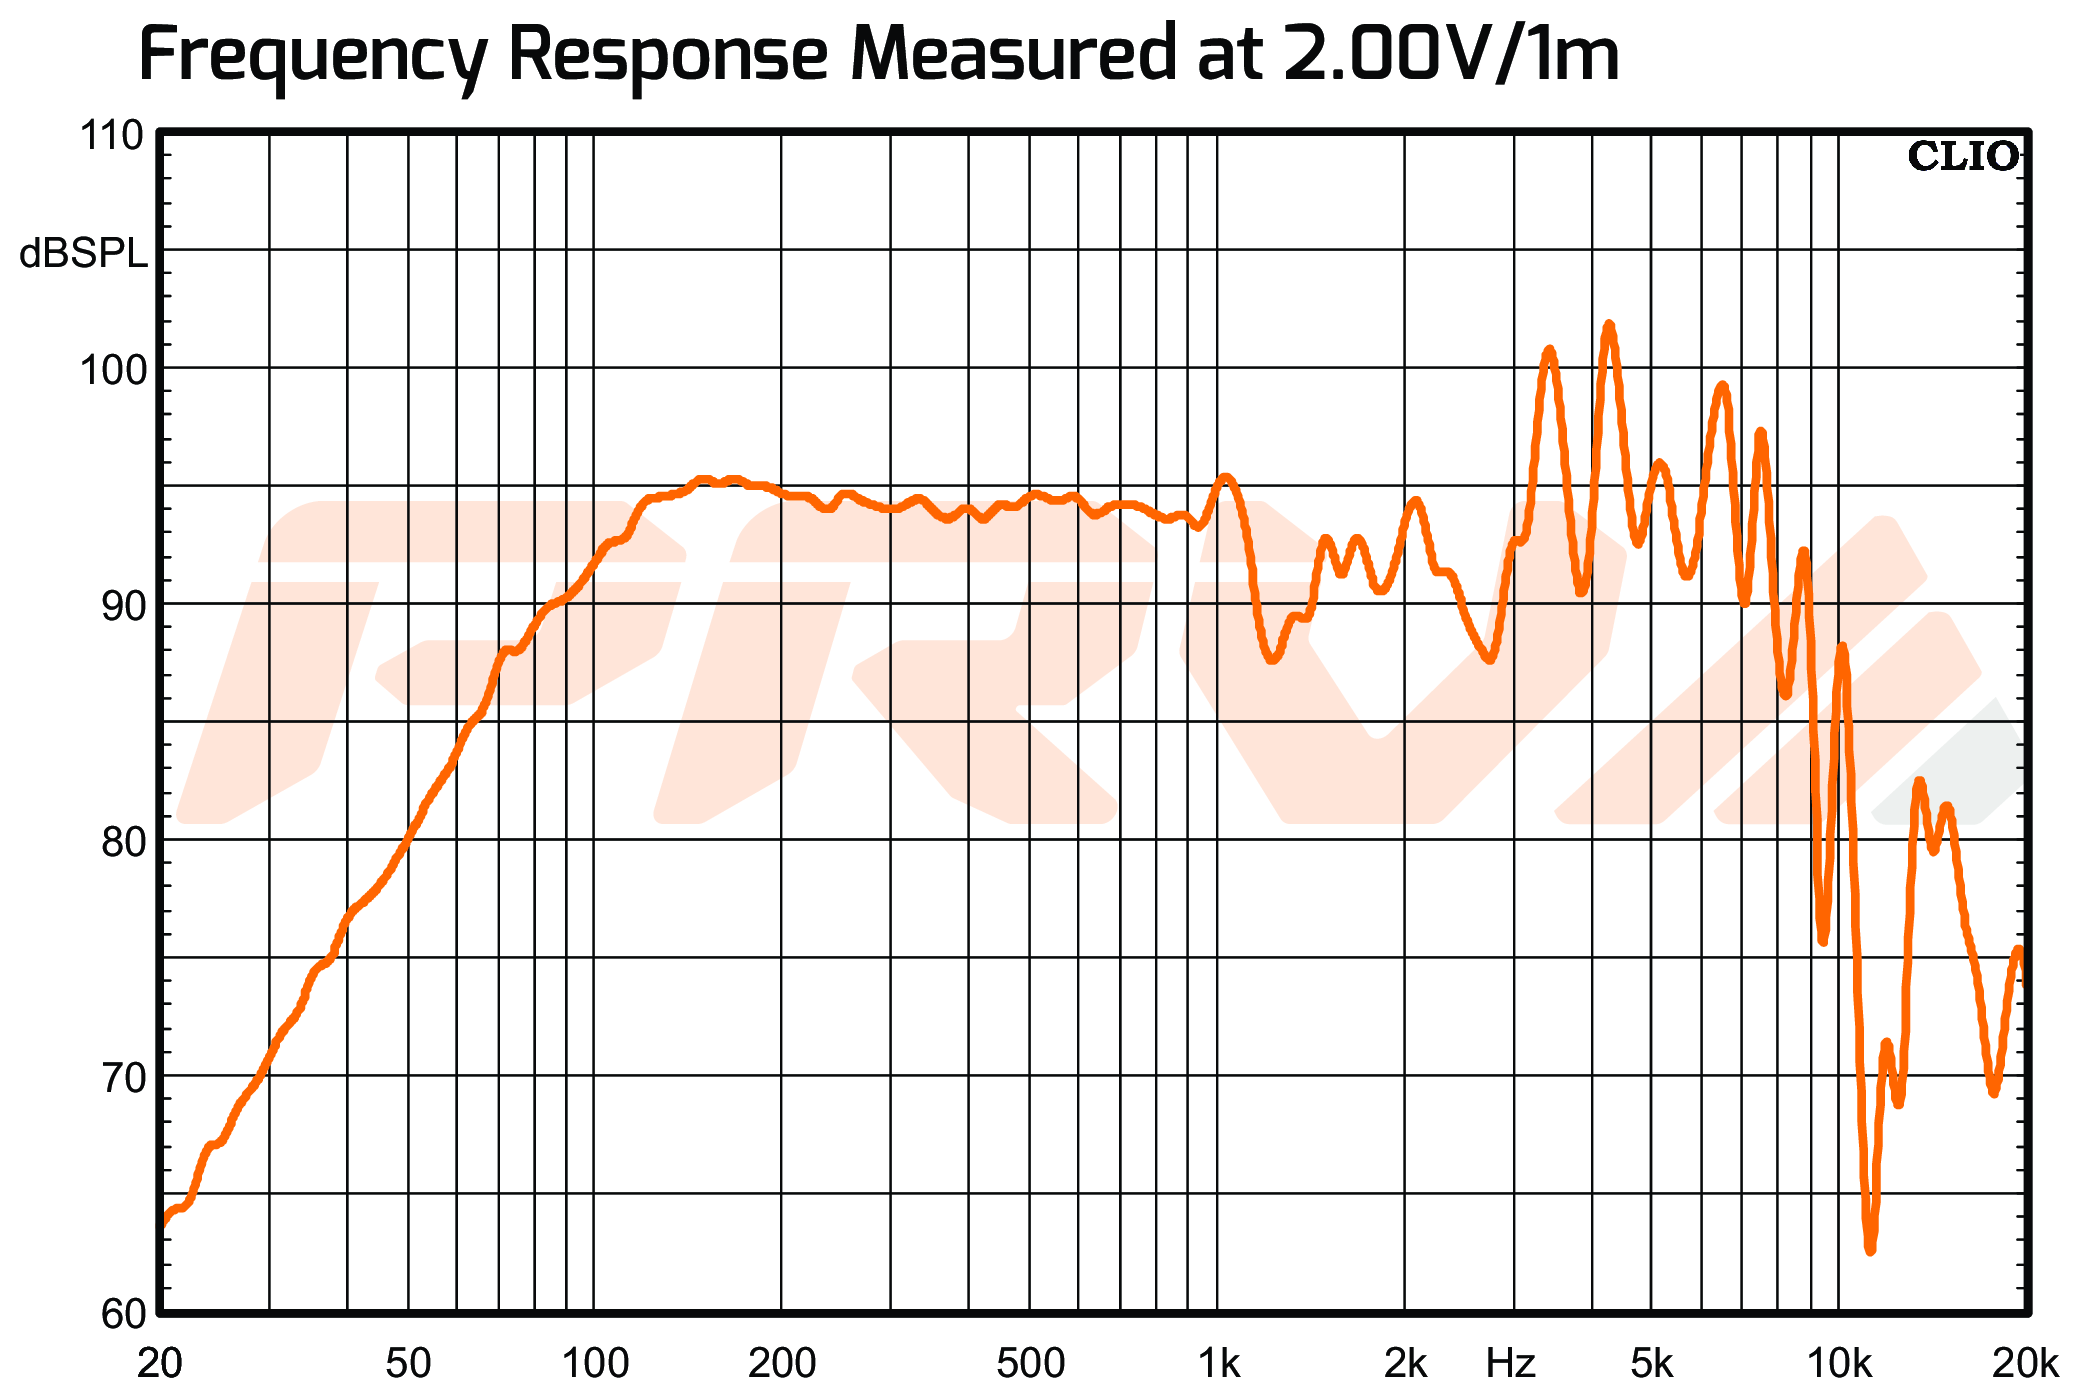 Frequency Response Measured at 2.00V/1m
110
CLIO
dBSPL
100
90
PRV
80
70
60
20 50 100 200 500 1k 2k Hz 5k 10k 20k